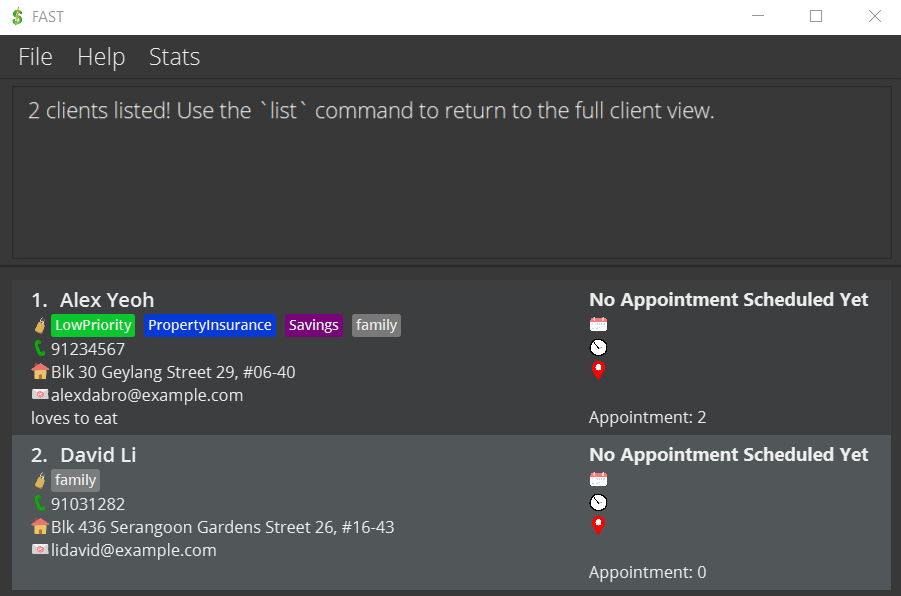 FAST
File Help Stats
2 clients listed! Use the `list` command to return to the full client view.
1. Alex Yeoh
LowPriority PropertyInsurance Savings family
91234567
Blk 30 Geylang Street 29, #06-40
alexdabro@example.com
loves to eat
No Appointment Scheduled Yet
Appointment: 2
2. David Li
family
91031282
Blk 436 Serangoon Gardens Street 26, #16-43
lidavid@example.com
No Appointment Scheduled Yet
Appointment: 0